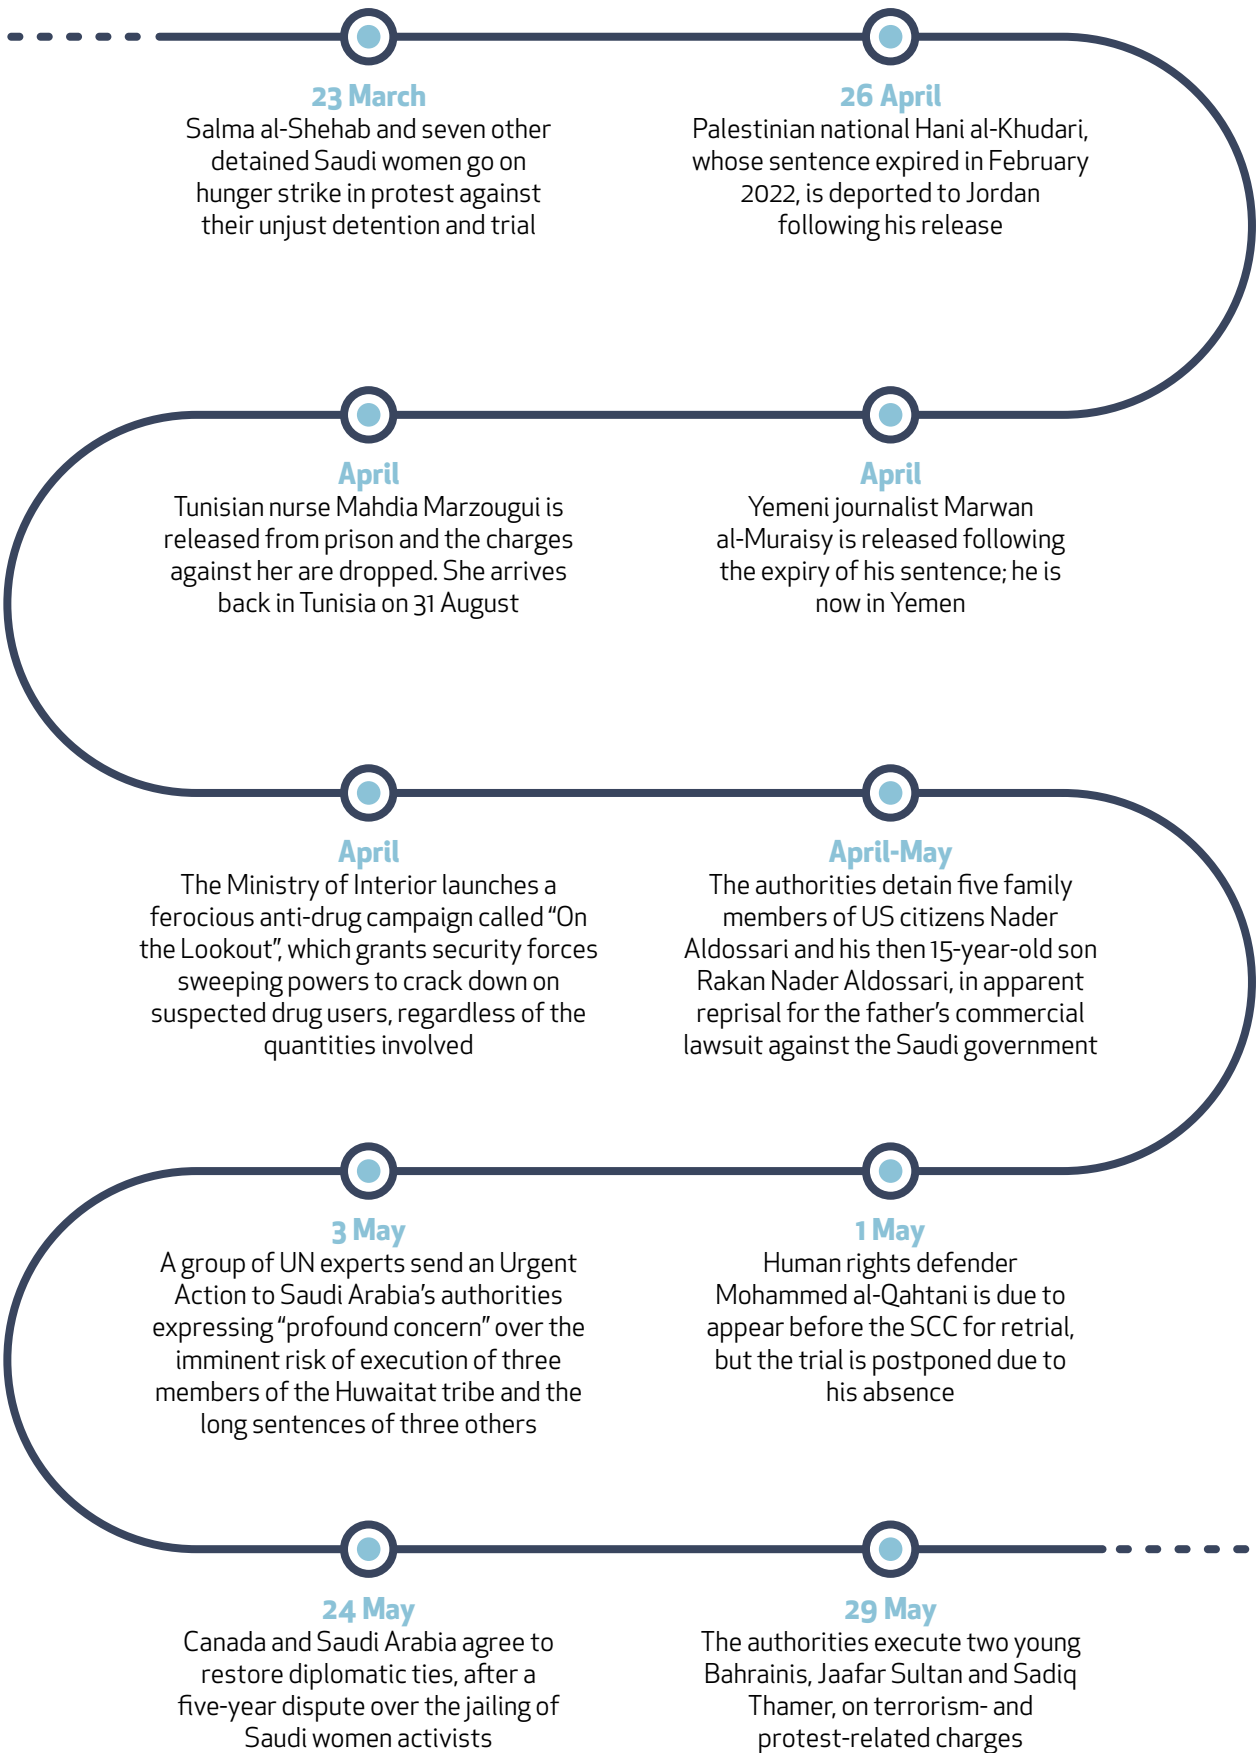 23 March
Salma al-Shehab and seven other
detained Saudi women go on
hunger strike in protest against
their unjust detention and trial
26 April
Palestinian national Hani al-Khudari,
whose sentence expired in February
2022, is deported to Jordan
following his release
April
Yemeni journalist Marwan
al-Muraisy is released following
the expiry of his sentence; he is
now in Yemen
April
Tunisian nurse Mahdia Marzougui is
released from prison and the charges
against her are dropped. She arrives
back in Tunisia on 31 August
April
The Ministry of Interior launches a
ferocious anti-drug campaign called “On
the Lookout”, which grants security forces
sweeping powers to crack down on
suspected drug users, regardless of the
quantities involved
April-May
The authorities detain five family
members of US citizens Nader
Aldossari and his then 15-year-old son
Rakan Nader Aldossari, in apparent
reprisal for the father’s commercial
lawsuit against the Saudi government
1 May
Human rights defender
Mohammed al-Qahtani is due to
appear before the SCC for retrial,
but the trial is postponed due to
his absence
3 May
A group of UN experts send an Urgent
Action to Saudi Arabia’s authorities
expressing “profound concern” over the
imminent risk of execution of three
members of the Huwaitat tribe and the
long sentences of three others
24 May
Canada and Saudi Arabia agree to
restore diplomatic ties, after a
five-year dispute over the jailing of
Saudi women activists
29 May
The authorities execute two young
Bahrainis, Jaafar Sultan and Sadiq
Thamer, on terrorism- and
protest-related charges